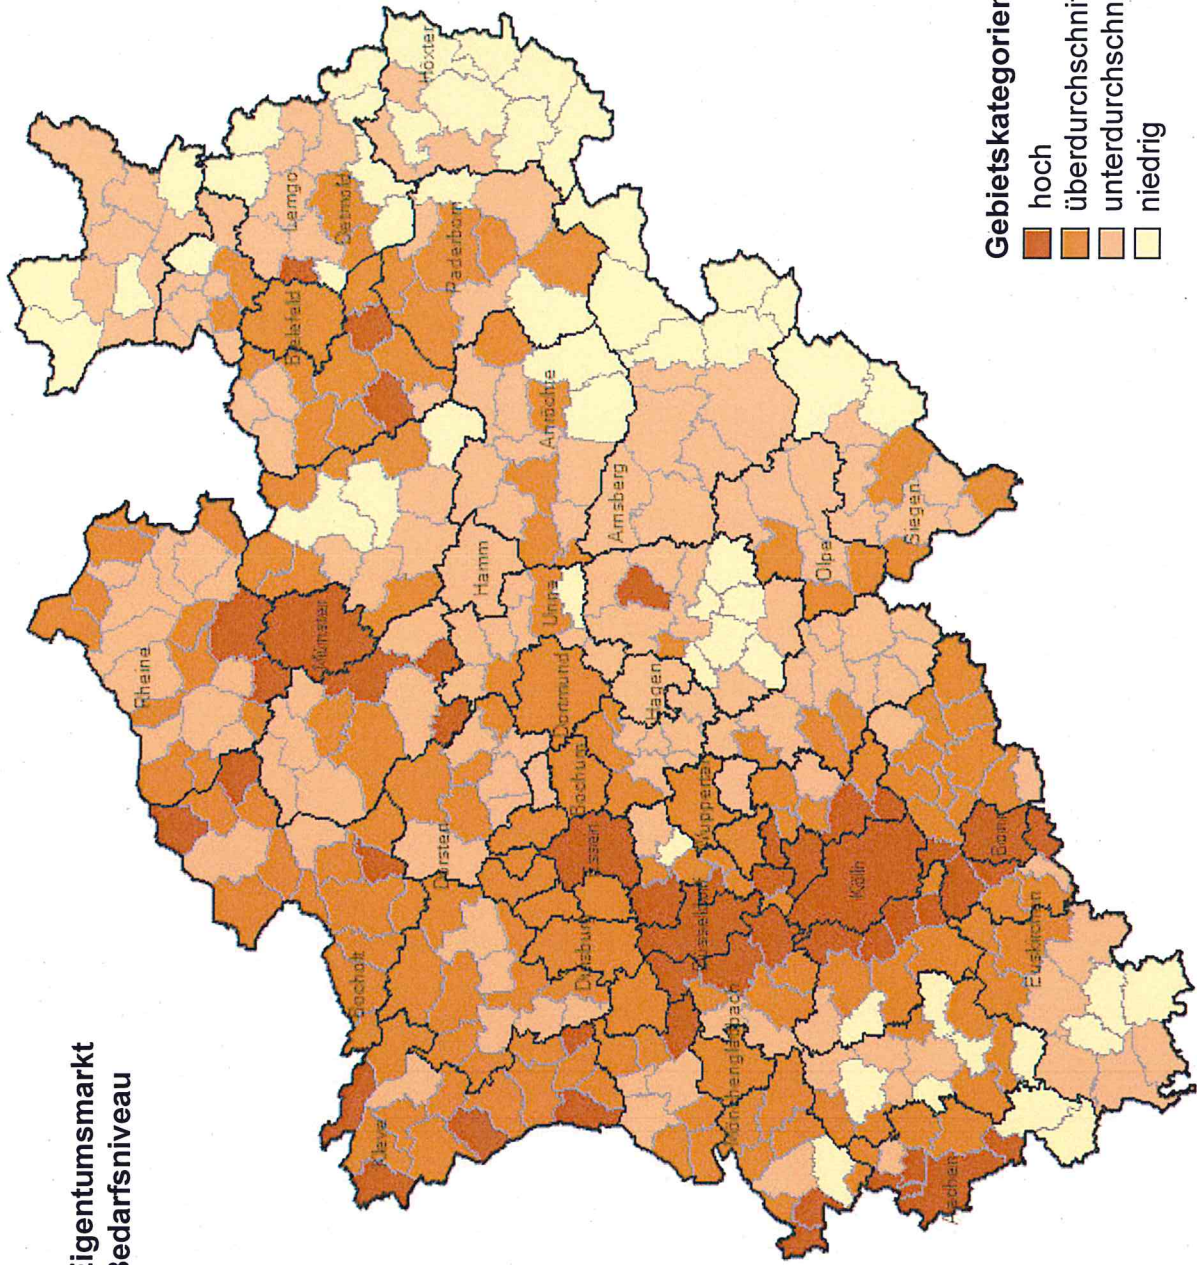 Eigentumsmarkt
Bedarfsniveau
Rheine
Münster
Bocholt
Kleve
Dorsten
Hamm
Unna
Dortmund
Bochum
Essen
Duisburg
Hagen
Wuppertal
Düsseldorf
Mönchengladbach
Köln
Bonn
Euskirchen
Aachen
Bielefeld
Lemgo
Detmold
Höxter
Paderborn
Anröchte
Arnsberg
Olpe
Siegen
Gebietskategorien
hoch
überdurchschni
unterdurchschn
niedrig